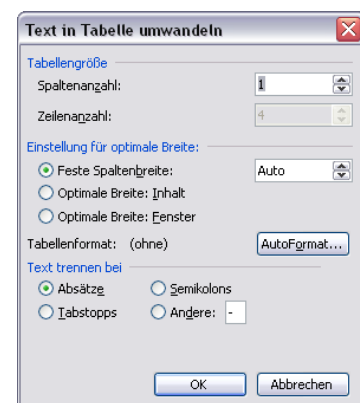 Text in Tabelle umwandeln
Tabellengröße
Spaltenanzahl: 1
Zeilenanzahl: 4
Einstellung für optimale Breite:
Feste Spaltenbreite: Auto
Optimale Breite: Inhalt
Optimale Breite: Fenster
Tabellenformat: (ohne) AutoFormat...
Text trennen bei
Absätze Semikolons
Tabstopps Andere: -
OK Abbrechen